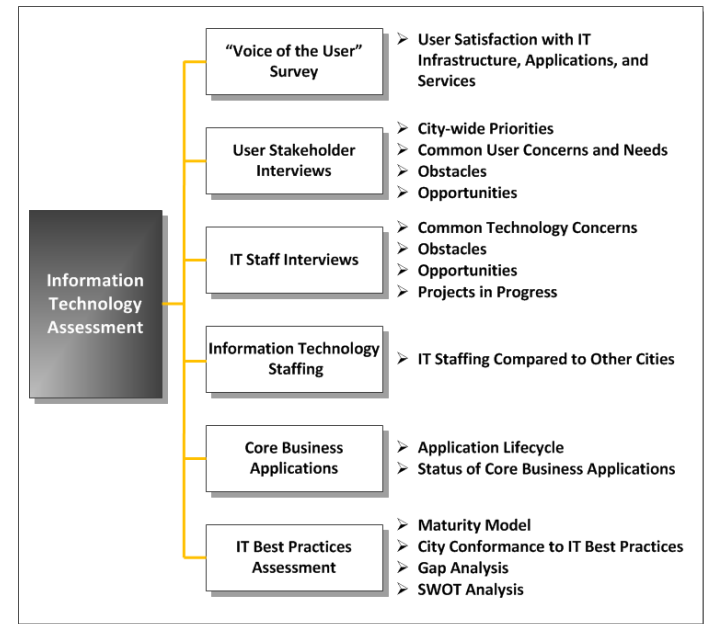 Information
Technology
Assessment
“Voice of the User”
Survey
➢ User Satisfaction with IT
Infrastructure, Applications, and
Services
User Stakeholder
Interviews
➢ City-wide Priorities
➢ Common User Concerns and Needs
➢ Obstacles
➢ Opportunities
IT Staff Interviews
➢ Common Technology Concerns
➢ Obstacles
➢ Opportunities
➢ Projects in Progress
Information Technology
Staffing
➢ IT Staffing Compared to Other Cities
Core Business
Applications
➢ Application Lifecycle
➢ Status of Core Business Applications
IT Best Practices
Assessment
➢ Maturity Model
➢ City Conformance to IT Best Practices
➢ Gap Analysis
➢ SWOT Analysis